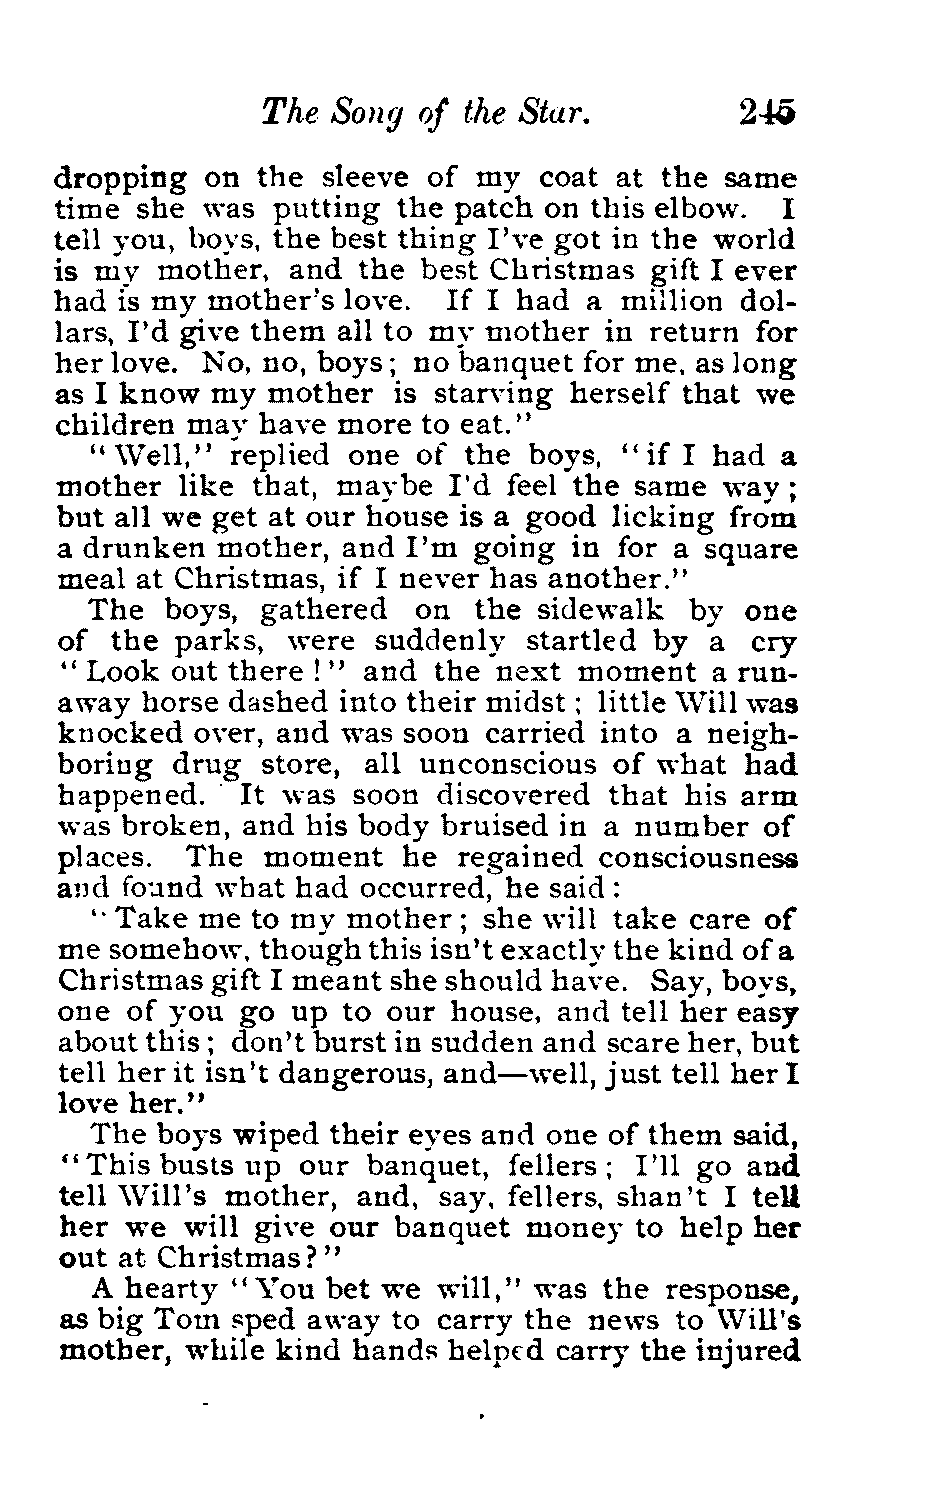 The Song of the Star. 245
dropping on the sleeve of my coat at the same
time she was putting the patch on this elbow. I
tell you, boys, the best thing I've got in the world
is my mother, and the best Christmas gift I ever
had is my mother's love. If I had a million dol-
lars, I'd give them all to my mother in return for
her love. No, no, boys; no banquet for me, as long
as I know my mother is starving herself that we
children may have more to eat."
"Well," replied one of the boys, "if I had a
mother like that, maybe I'd feel the same way;
but all we get at our house is a good licking from
a drunken mother, and I'm going in for a square
meal at Christmas, if I never has another."
The boys, gathered on the sidewalk by one
of the parks, were suddenly startled by a cry
"Look out there!" and the next moment a run-
away horse dashed into their midst; little Will was
knocked over, and was soon carried into a neigh-
boring drug store, all unconscious of what had
happened. It was soon discovered that his arm
was broken, and his body bruised in a number of
places. The moment he regained consciousness
and found what had occurred, he said:
"Take me to my mother; she will take care of
me somehow, though this isn't exactly the kind of a
Christmas gift I meant she should have. Say, boys,
one of you go up to our house, and tell her easy
about this; don't burst in sudden and scare her, but
tell her it isn't dangerous, and—well, just tell her I
love her."
The boys wiped their eyes and one of them said,
"This busts up our banquet, fellers; I'll go and
tell Will's mother, and, say, fellers, shan't I tell
her we will give our banquet money to help her
out at Christmas?"
A hearty "You bet we will," was the response,
as big Tom sped away to carry the news to Will's
mother, while kind hands helped carry the injured